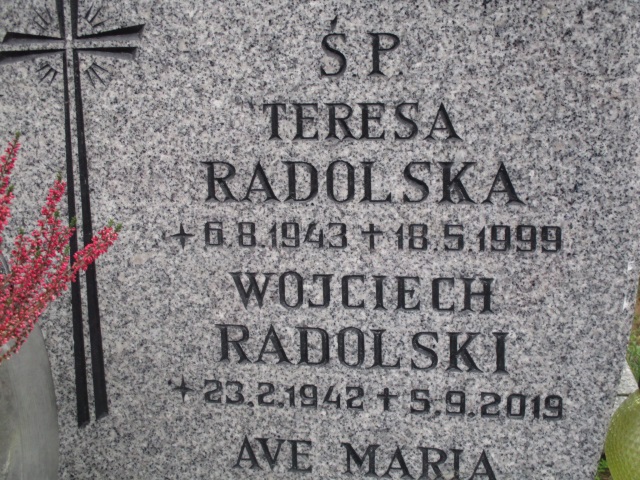 Ś.P.
TERESA
RADOLSKA
✶ 6.8.1943 ✝ 18.5.1999
WOJCIECH
RADOLSKI
✶ 23.2.1942 ✝ 5.9.2019
AVE MARIA